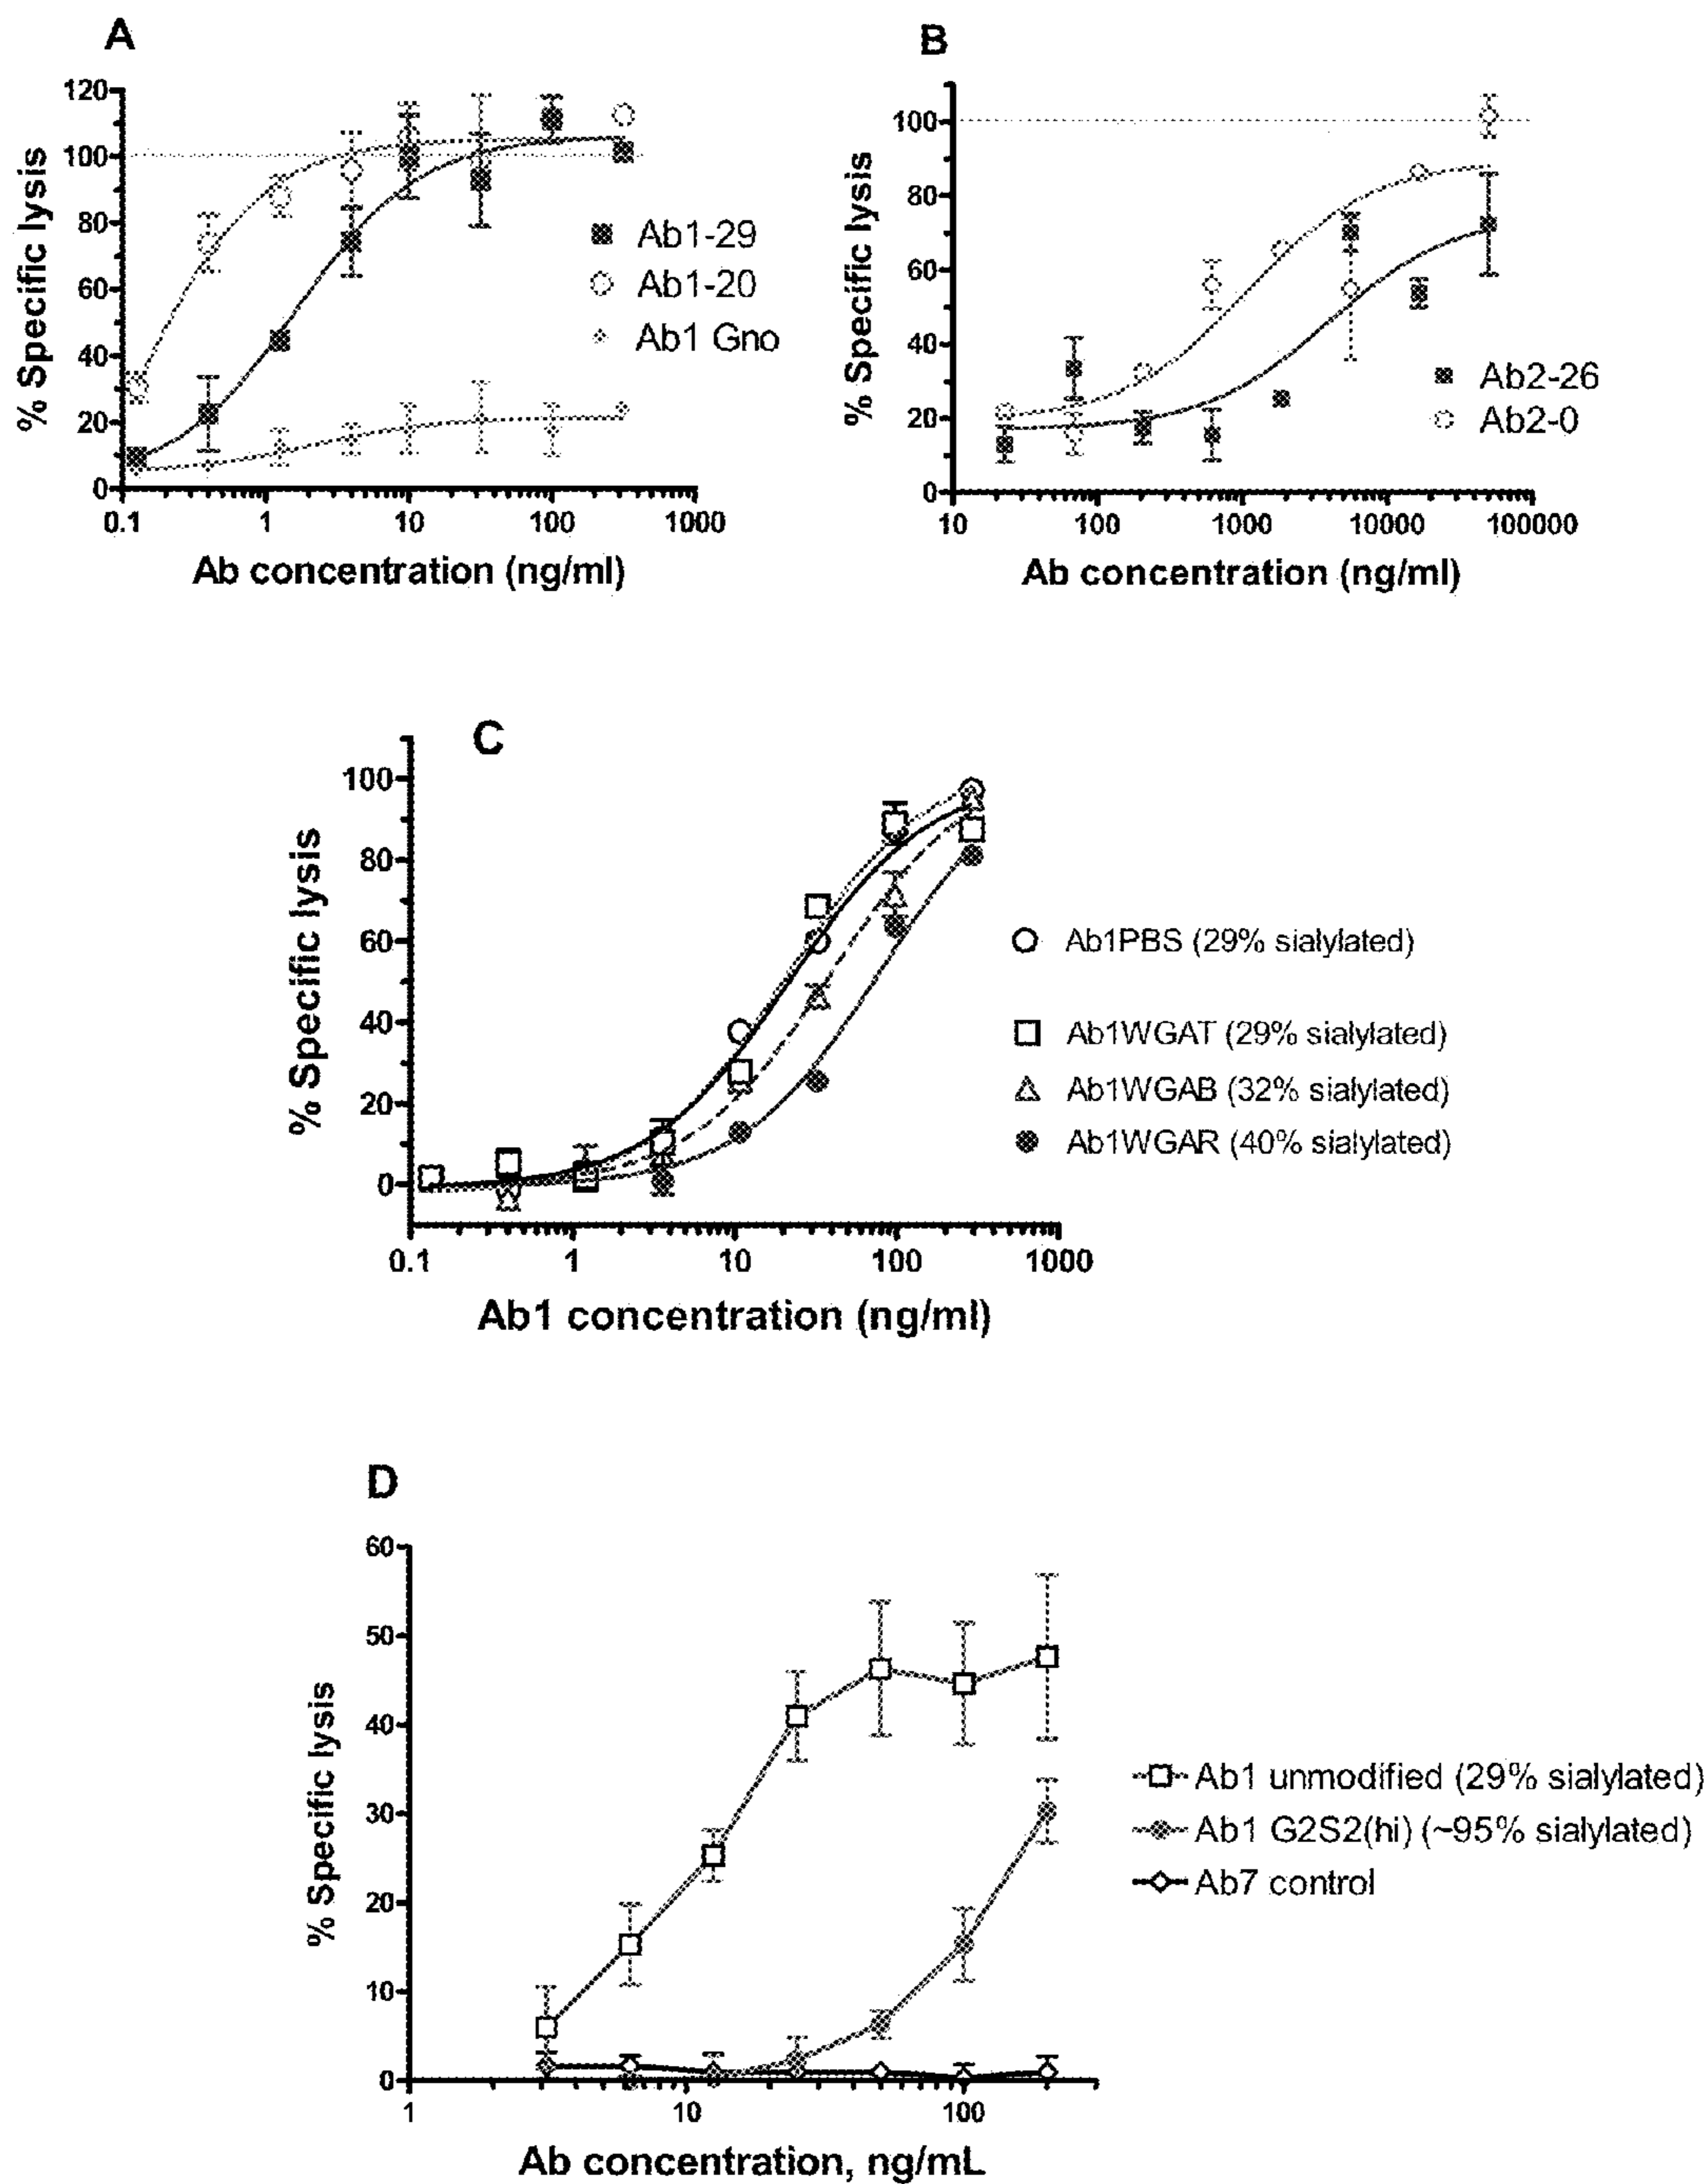 A
% Specific lysis
120
100
80
60
40
20
0
0.1 1 10 100 1000
Ab concentration (ng/ml)
Ab1-29
Ab1-20
Ab1 Gno
B
% Specific lysis
100
80
60
40
20
0
10 100 1000 10000 100000
Ab concentration (ng/ml)
Ab2-26
Ab2-0
C
% Specific lysis
100
80
60
40
20
0
0.1 1 10 100 1000
Ab1 concentration (ng/ml)
Ab1PBS (29% sialylated)
Ab1WGAT (29% sialylated)
Ab1WGAB (32% sialylated)
Ab1WGAR (40% sialylated)
D
% Specific lysis
60
50
40
30
20
10
0
1 10 100
Ab concentration, ng/mL
Ab1 unmodified (29% sialylated)
Ab1 G2S2(hi) (~95% sialylated)
Ab7 control